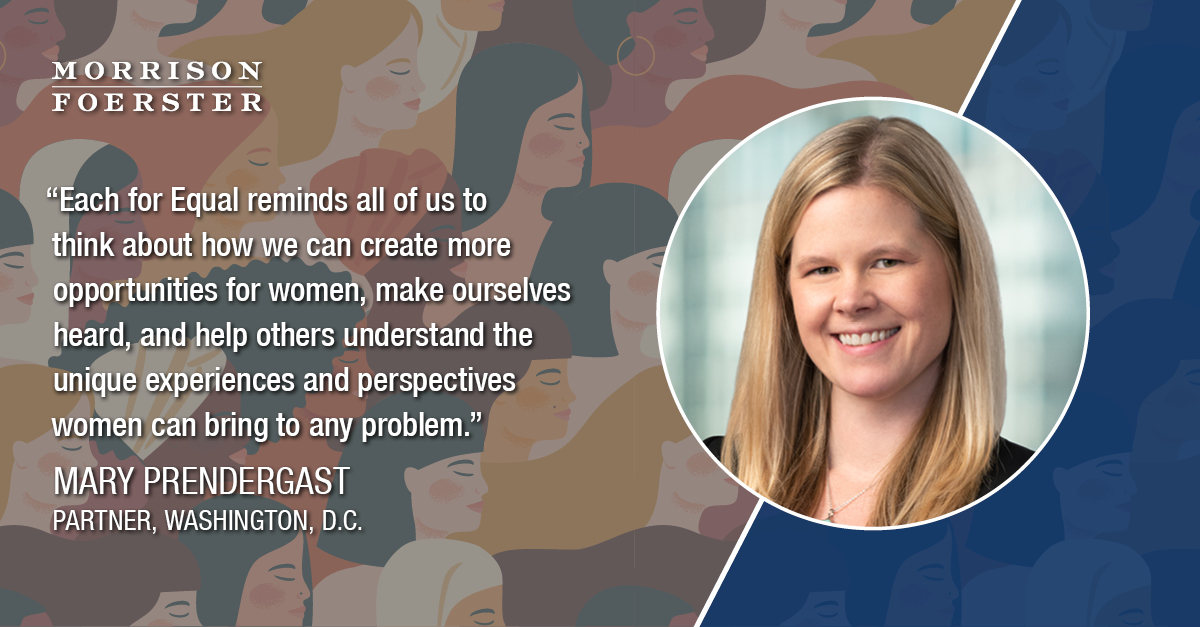 MORRISON
FOERSTER
“Each for Equal reminds all of us to
think about how we can create more
opportunities for women, make ourselves
heard, and help others understand the
unique experiences and perspectives
women can bring to any problem.”
MARY PRENDERGAST
PARTNER, WASHINGTON, D.C.